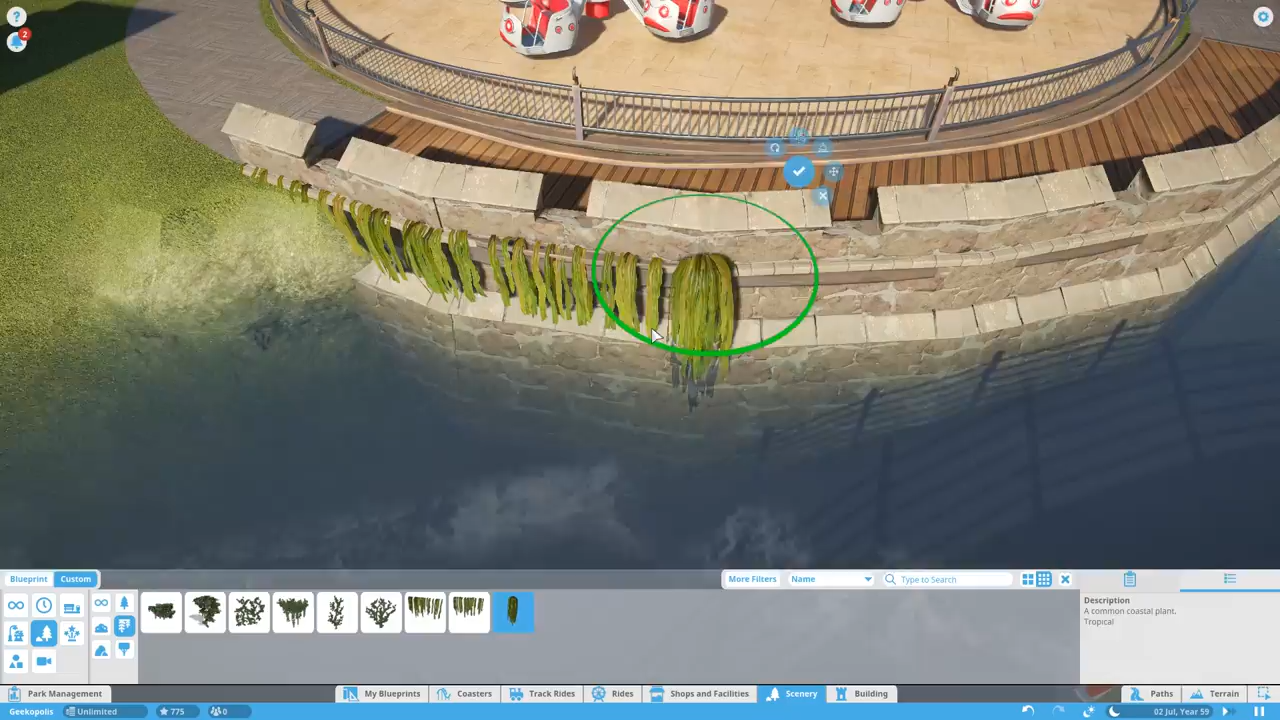 ?
2
Blueprint
Custom
More Filters
Name
Type to Search
Description
A common coastal plant.
Tropical
Park Management
My Blueprints
Coasters
Track Rides
Rides
Shops and Facilities
Scenery
Building
Paths
Terrain
Geekopolis
Unlimited
775
0
02 Jul, Year 59